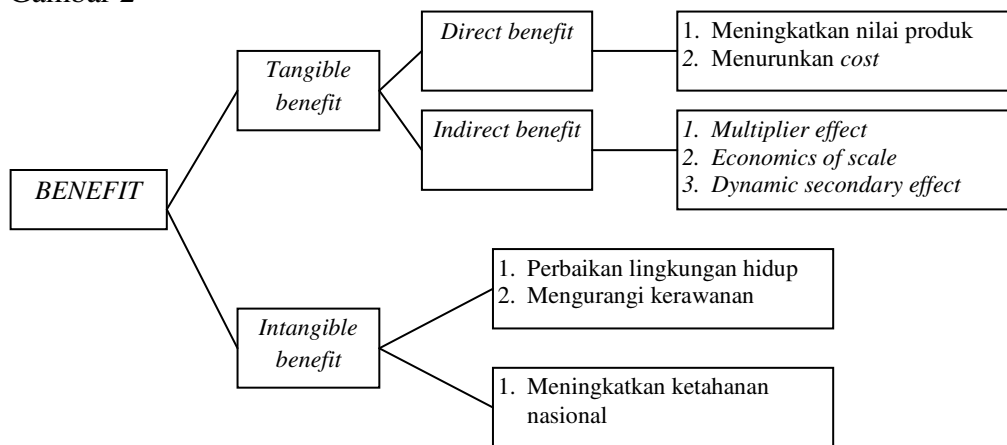 Gambar 2
Direct benefit
1. Meningkatkan nilai produk
2. Menurunkan cost
Tangible
benefit
Indirect benefit
1. Multiplier effect
2. Economics of scale
3. Dynamic secondary effect
BENEFIT
1. Perbaikan lingkungan hidup
2. Mengurangi kerawanan
Intangible
benefit
1. Meningkatkan ketahanan
nasional